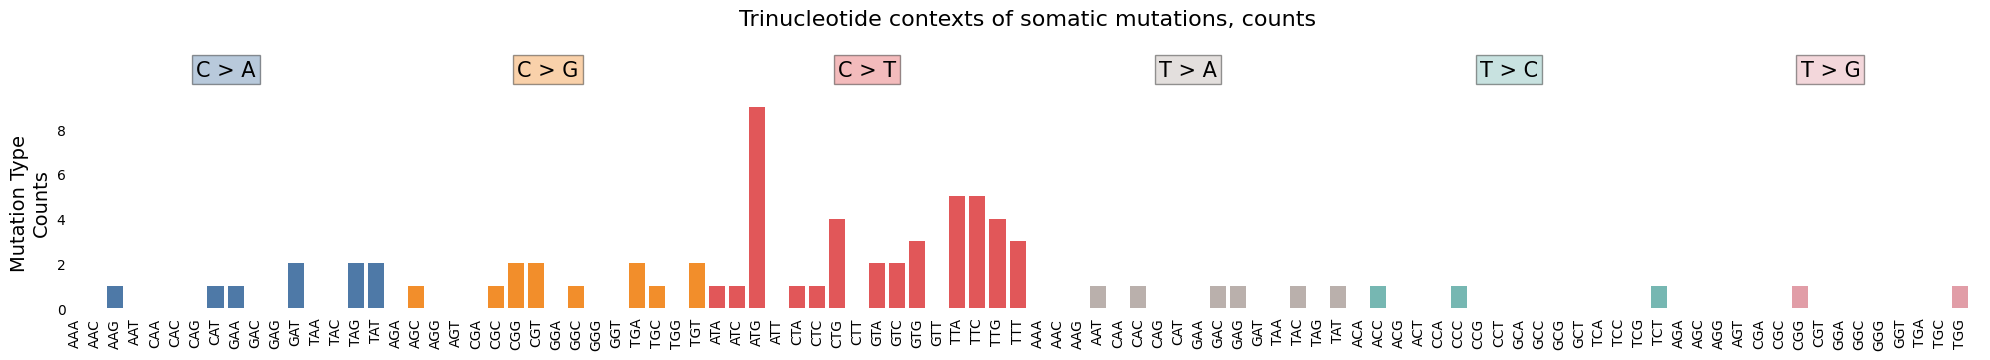 Trinucleotide contexts of somatic mutations, counts
C > A C > G C > T T > A T > C T > G
Mutation Type
Counts
8
6
4
2
0
AAA AAC AAG AAT CAA CAC CAG CAT GAA GAC GAG GAT TAA TAC TAG TAT AGA AGC AGG AGT CGA CGC CGG CGT GGA GGC GGG GGT TGA TGC TGG TGT ATA ATC ATG ATT CTA CTC CTG CTT GTA GTC GTG GTT TTA TTC TTG TTT AAA AAC AAG AAT CAA CAC CAG CAT GAA GAC GAG GAT TAA TAC TAG TAT ACA ACC ACG ACT CCA CCC CCG CCT GCA GCC GCG GCT TCA TCC TCG TCT AGA AGC AGG AGT CGA CGC CGG CGT GGA GGC GGG GGT TGA TGC TGG